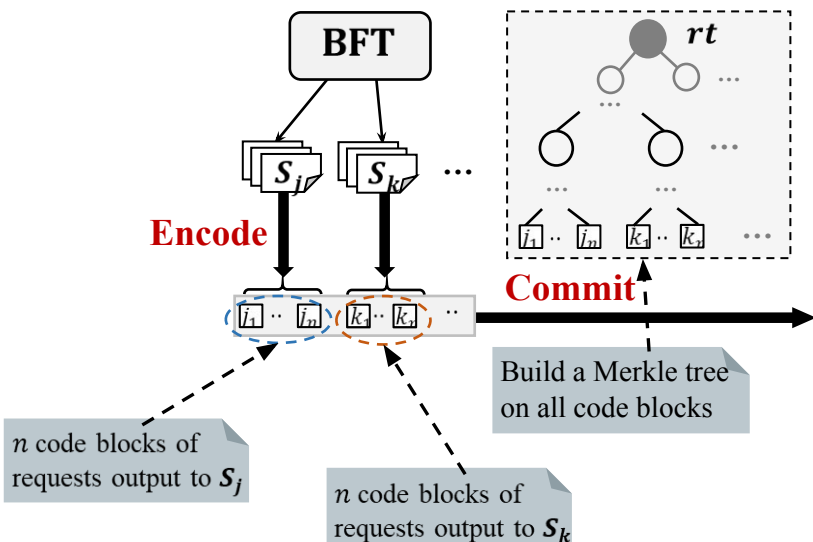 BFT
rt
...
...
S_j
S_k
...
...
...
...
Encode
j_1 .. j_n
k_1 .. k_n
...
Commit
j_1 .. j_n
k_1 .. k_n
..
Build a Merkle tree
on all code blocks
n code blocks of
requests output to S_j
n code blocks of
requests output to S_k